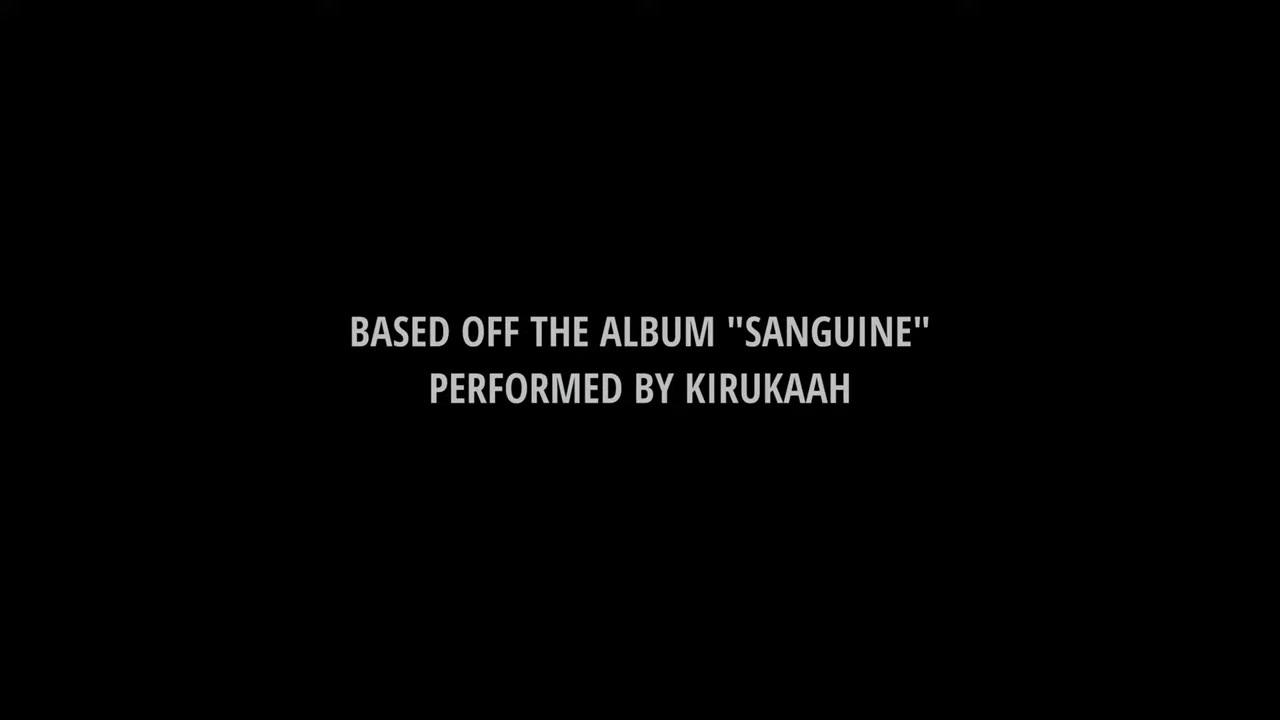 BASED OFF THE ALBUM "SANGUINE"
PERFORMED BY KIRUKAAH